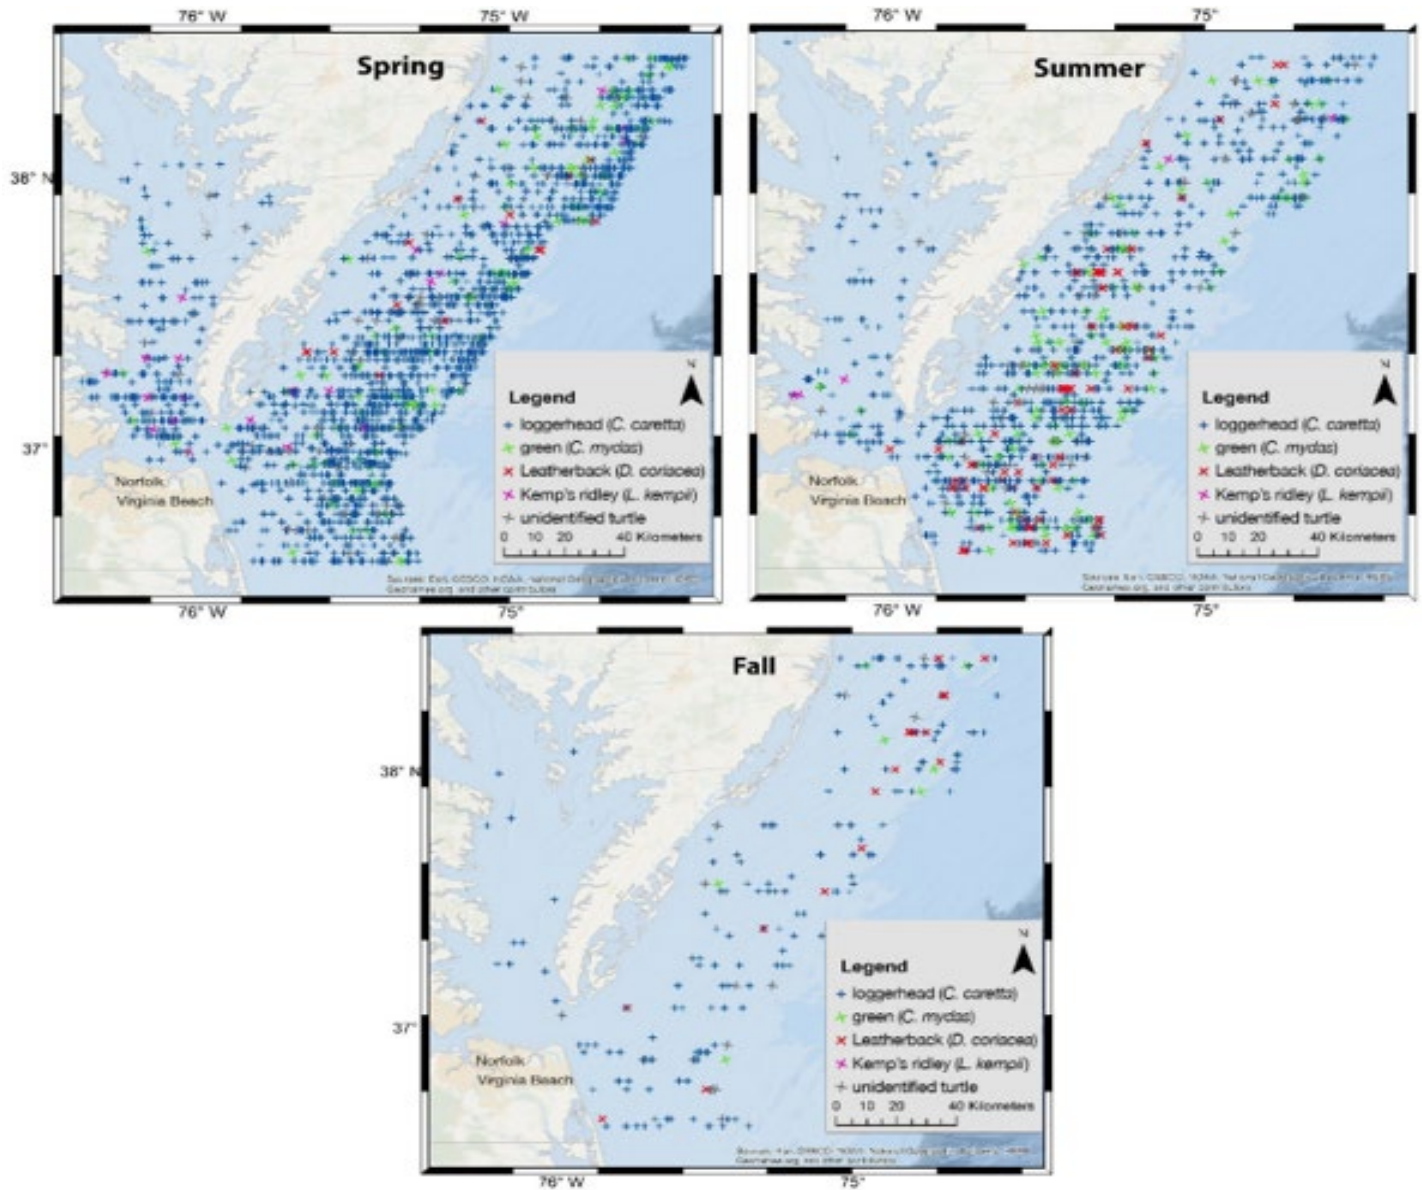 76° W 75° W
Spring
38° N
37°
Norfolk
Virginia Beach
N
Legend
loggerhead (C. caretta)
green (C. mydas)
Leatherback (D. coriacea)
Kemp's ridley (L. kempii)
unidentified turtle
0 10 20 40 Kilometers
76° W 75°
76° W 75°
Summer
Norfolk
Virginia Beach
N
Legend
loggerhead (C. caretta)
green (C. mydas)
Leatherback (D. coriacea)
Kemp's ridley (L. kempii)
unidentified turtle
0 10 20 40 Kilometers
76° W 75°
Fall
38° N
37°
Norfolk
Virginia Beach
N
Legend
loggerhead (C. caretta)
green (C. mydas)
Leatherback (D. coriacea)
Kemp's ridley (L. kempii)
unidentified turtle
0 10 20 40 Kilometers
76° W 75°